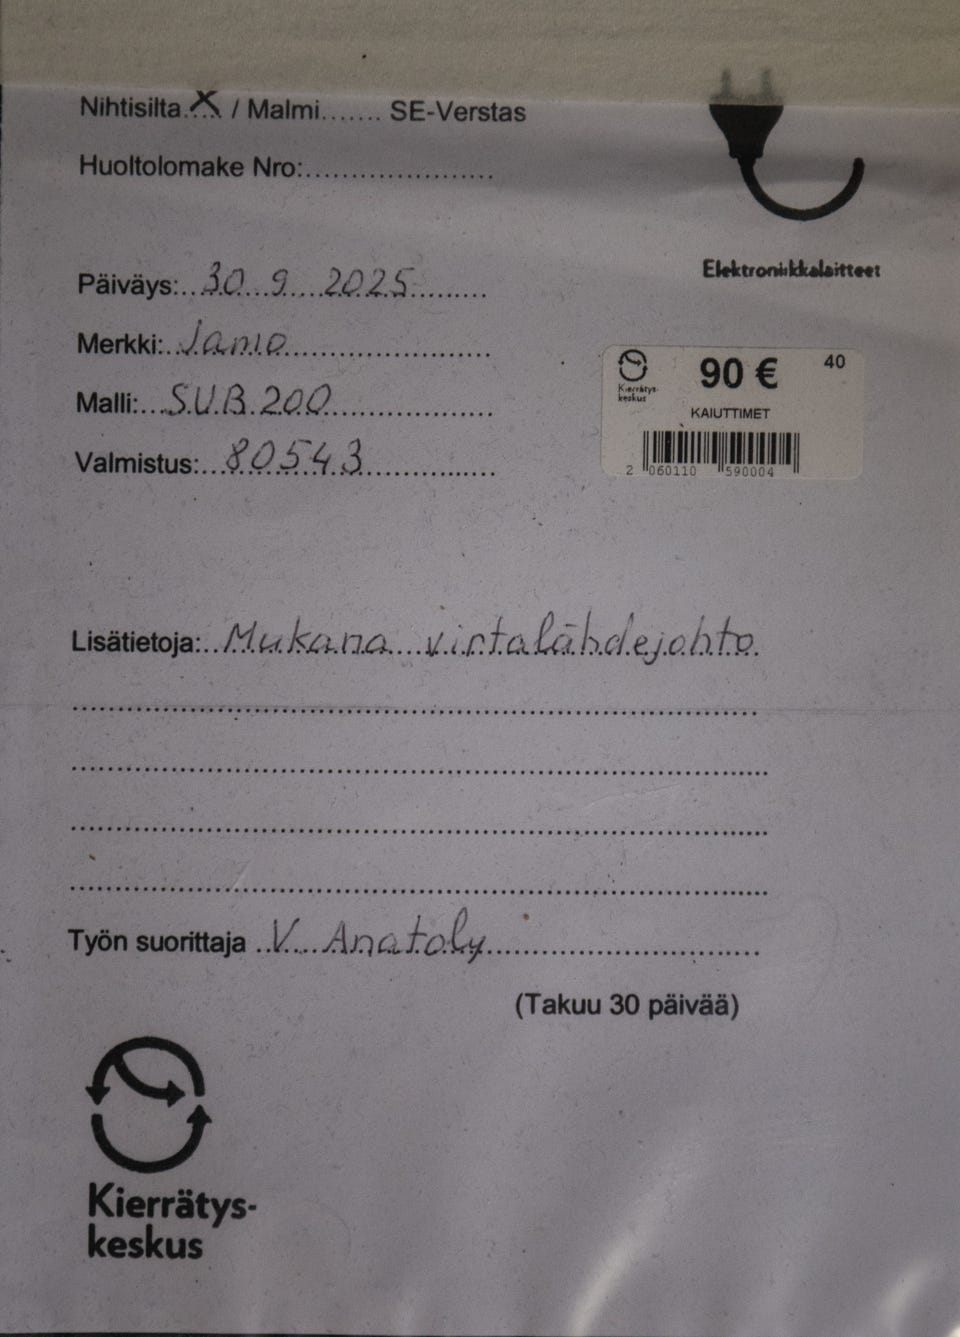 Nihtisilta.X.. / Malmi....... SE-Verstas
Huoltolomake Nro:.....................
Elektroniikkalaitteet
Päiväys: 30 9 2025
Merkki: Jamo
Malli: SUB 200
Valmistus: 80543
Kierrätys-
keskus
90 €
40
KAIUTTIMET
2 060110 590004
Lisätietoja: Mukana virtalähdejohto
Työn suorittaja V. Anatoly
(Takuu 30 päivää)
Kierrätys-
keskus